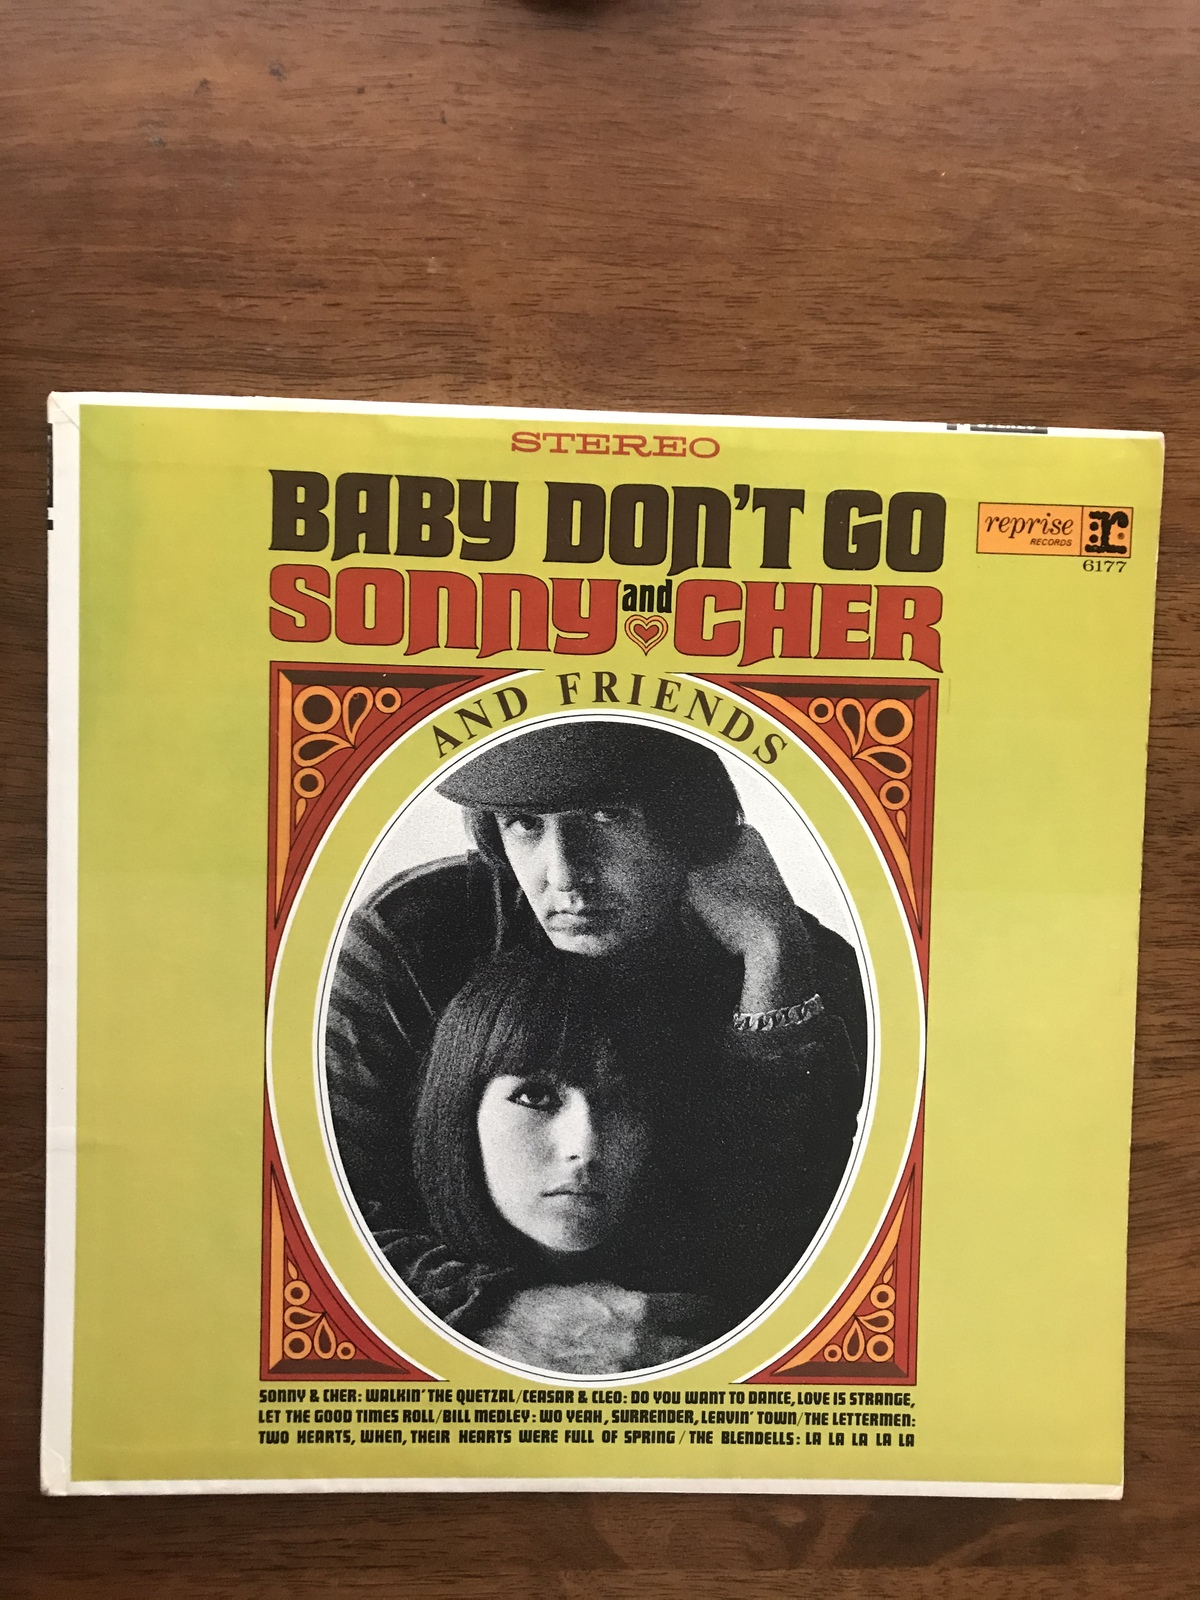 STEREO
BABY DON'T GO
reprise
RECORDS
r
6177
SONNY and CHER
AND FRIENDS
SONNY & CHER: WALKIN' THE QUETZAL/CEASAR & CLEO: DO YOU WANT TO DANCE, LOVE IS STRANGE,
LET THE GOOD TIMES ROLL/BILL MEDLEY: WO YEAH, SURRENDER, LEAVIN' TOWN/THE LETTERMEN:
TWO HEARTS, WHEN, THEIR HEARTS WERE FULL OF SPRING / THE BLENDELLS: LA LA LA LA LA